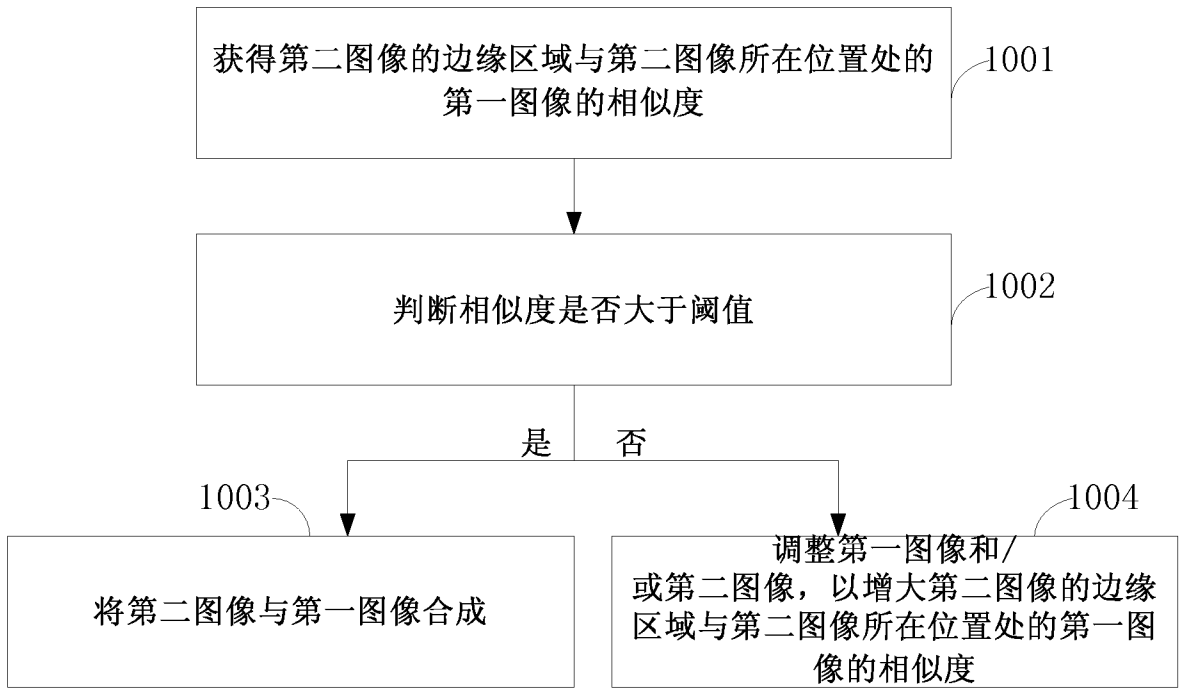 获得第二图像的边缘区域与第二图像所在位置处的
第一图像的相似度
1001
判断相似度是否大于阈值
1002
是
否
1003
将第二图像与第一图像合成
1004
调整第一图像和/
或第二图像，以增大第二图像的边缘
区域与第二图像所在位置处的第一图
像的相似度